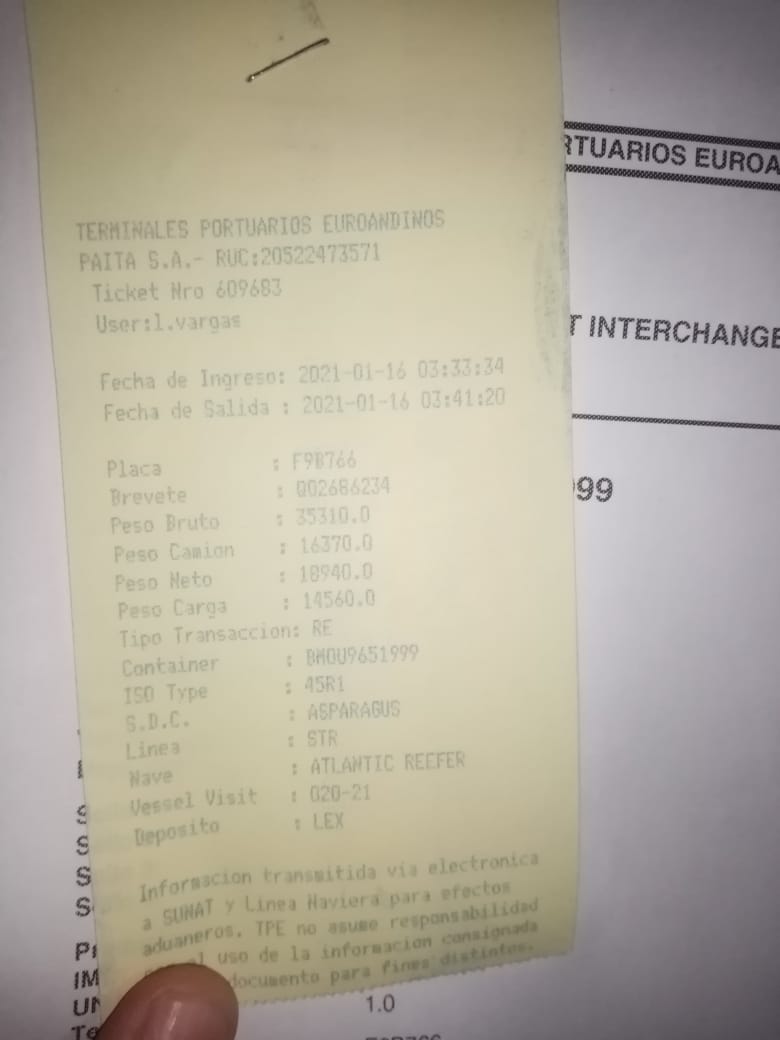 TERMINALES PORTUARIOS EUROANDINOS
PAITA S.A.- RUC:20522473571
Ticket Nro 609683
User:l.vargas
Fecha de Ingreso: 2021-01-16 03:33:34
Fecha de Salida : 2021-01-16 03:41:20
Placa : F9B766
Brevete : Q02686234
Peso Bruto : 35310.0
Peso Camion : 16370.0
Peso Neto : 18940.0
Peso Carga : 14560.0
Tipo Transaccion: RE
Container : BMOU9651999
ISO Type : 45R1
S.D.C. : ASPARAGUS
Linea : STR
Nave : ATLANTIC REEFER
Vessel Visit : 020-21
Deposito : LEX
Informacion transmitida via electronica
a SUNAT y Linea Naviera para efectos
aduaneros. TPE no asume responsabilidad
uso de la informacion consignada
documento para fines distintos.
RTUARIOS EUROA
T INTERCHANGE
999
S
S
S
S
P
IM
UN
Te
1.0